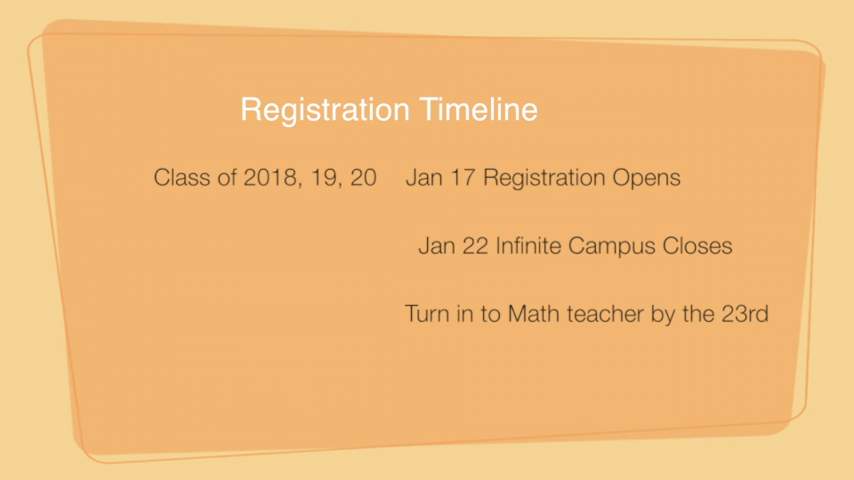 Registration Timeline
Class of 2018, 19, 20 Jan 17 Registration Opens
Jan 22 Infinite Campus Closes
Turn in to Math teacher by the 23rd